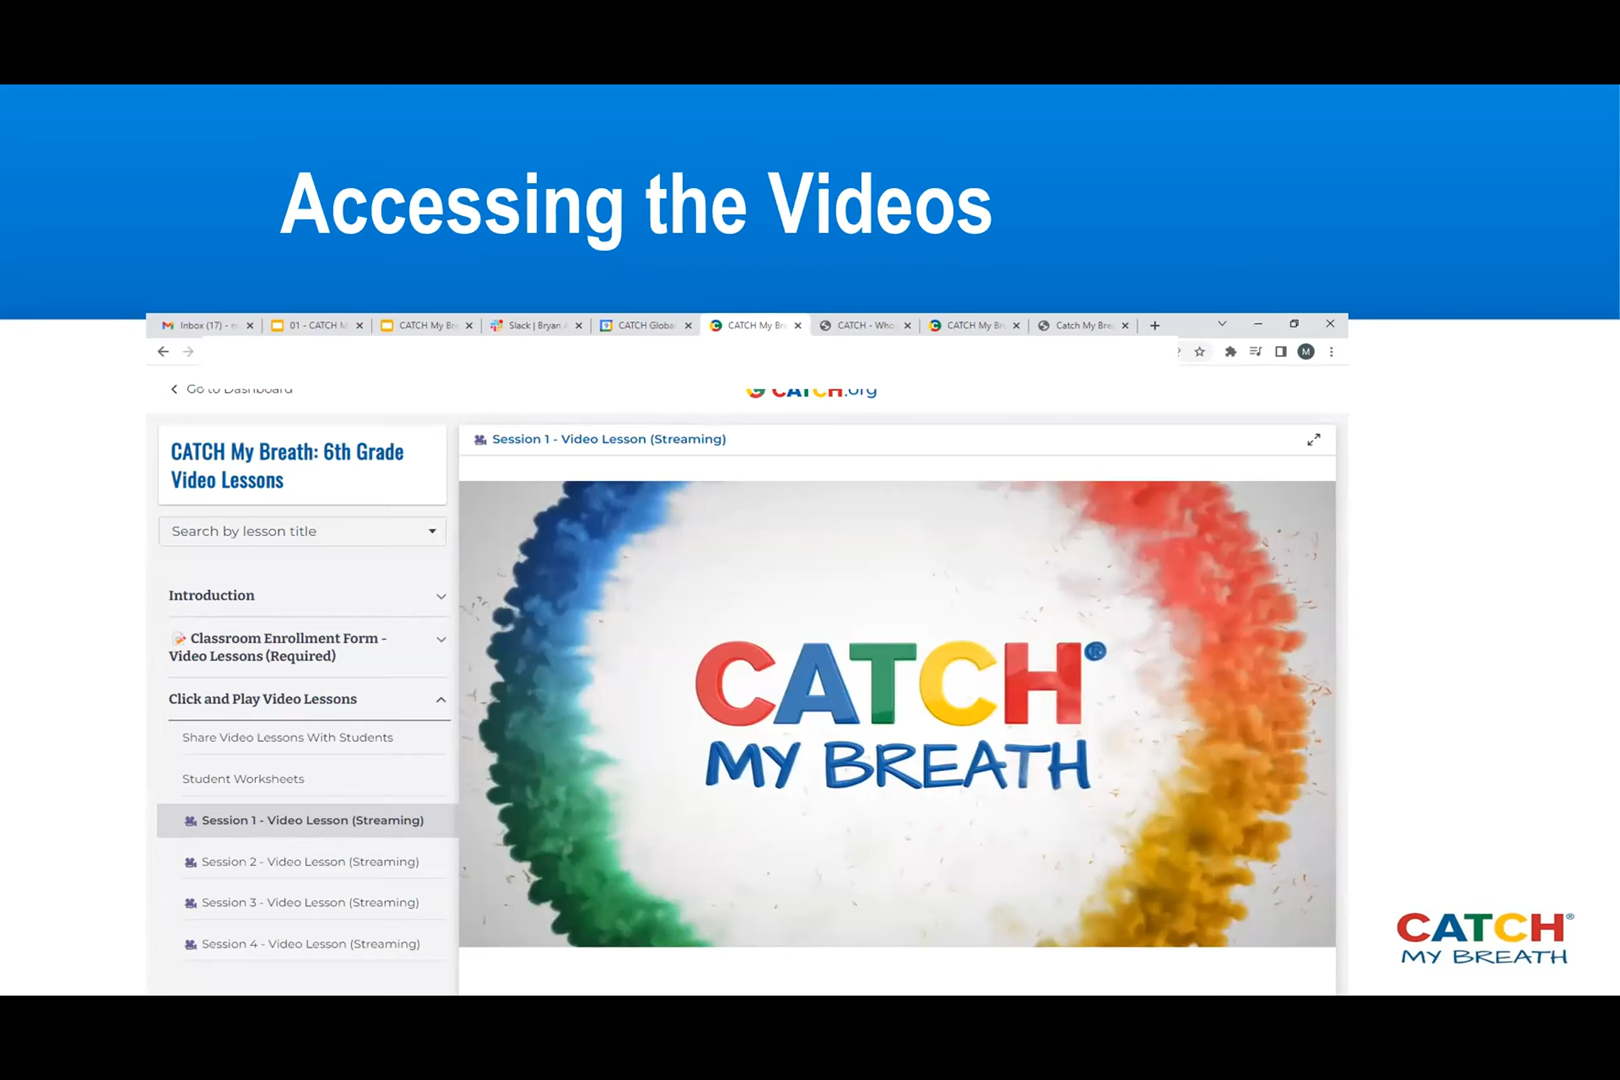 Accessing the Videos
Inbox (17) - m
01 - CATCH M
CATCH My Bre
Slack | Bryan A
CATCH Global
CATCH My Bre
CATCH - Who
CATCH My Br
Catch My Brea
M
Go to Dashboard
CATCH.org
CATCH My Breath: 6th Grade
Video Lessons
Search by lesson title
Introduction
Classroom Enrollment Form -
Video Lessons (Required)
Click and Play Video Lessons
Share Video Lessons With Students
Student Worksheets
Session 1 - Video Lesson (Streaming)
Session 2 - Video Lesson (Streaming)
Session 3 - Video Lesson (Streaming)
Session 4 - Video Lesson (Streaming)
Session 1 - Video Lesson (Streaming)
CATCH®
MY BREATH
CATCH®
MY BREATH